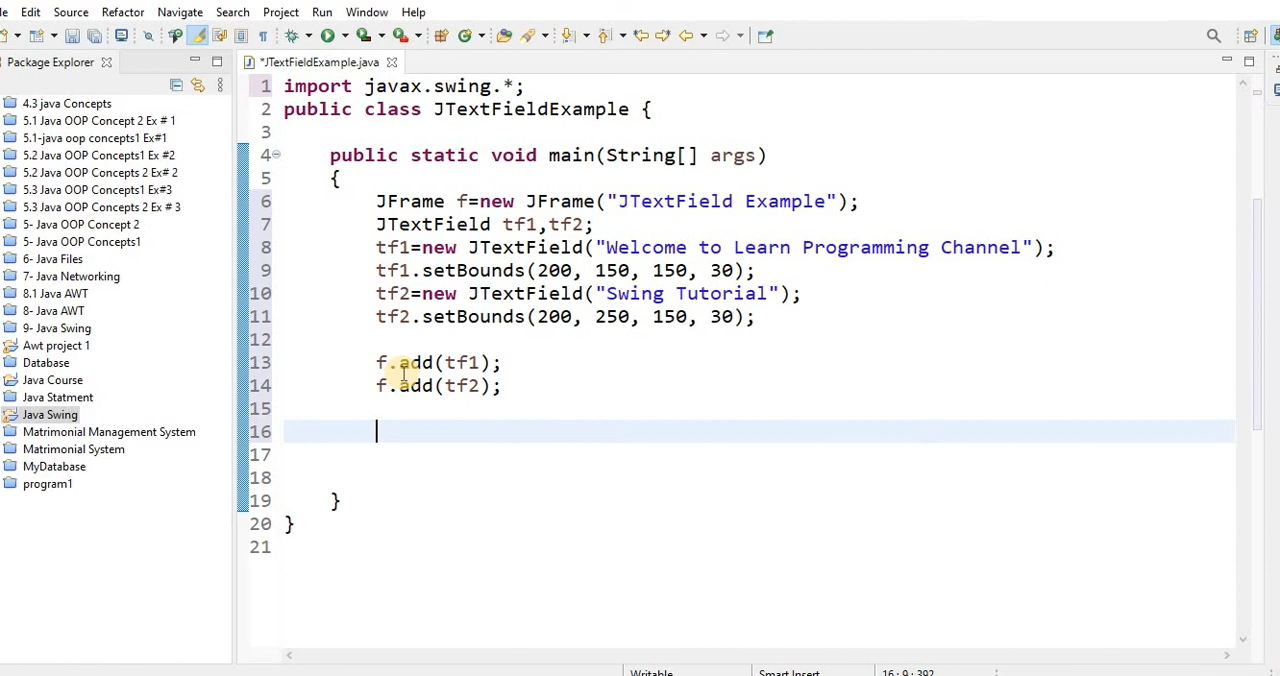 le Edit Source Refactor Navigate Search Project Run Window Help
Package Explorer
*JTextFieldExample.java
4.3 java Concepts
5.1 Java OOP Concept 2 Ex # 1
5.1-java oop concepts1 Ex#1
5.2 Java OOP Concepts1 Ex #2
5.2 Java OOP Concepts 2 Ex# 2
5.3 Java OOP Concepts1 Ex#3
5.3 Java OOP Concepts 2 Ex # 3
5- Java OOP Concept 2
5- Java OOP Concepts1
6- Java Files
7- Java Networking
8.1 Java AWT
8- Java AWT
9- Java Swing
Awt project 1
Database
Java Course
Java Statment
Java Swing
Matrimonial Management System
Matrimonial System
MyDatabase
program1
1 import javax.swing.*;
2 public class JTextFieldExample {
3
4 public static void main(String[] args)
5 {
6 JFrame f=new JFrame("JTextField Example");
7 JTextField tf1,tf2;
8 tf1=new JTextField("Welcome to Learn Programming Channel");
9 tf1.setBounds(200, 150, 150, 30);
10 tf2=new JTextField("Swing Tutorial");
11 tf2.setBounds(200, 250, 150, 30);
12
13 f.add(tf1);
14 f.add(tf2);
15
16
17
18
19 }
20 }
21
Writable Smart Insert 16 : 9 : 392